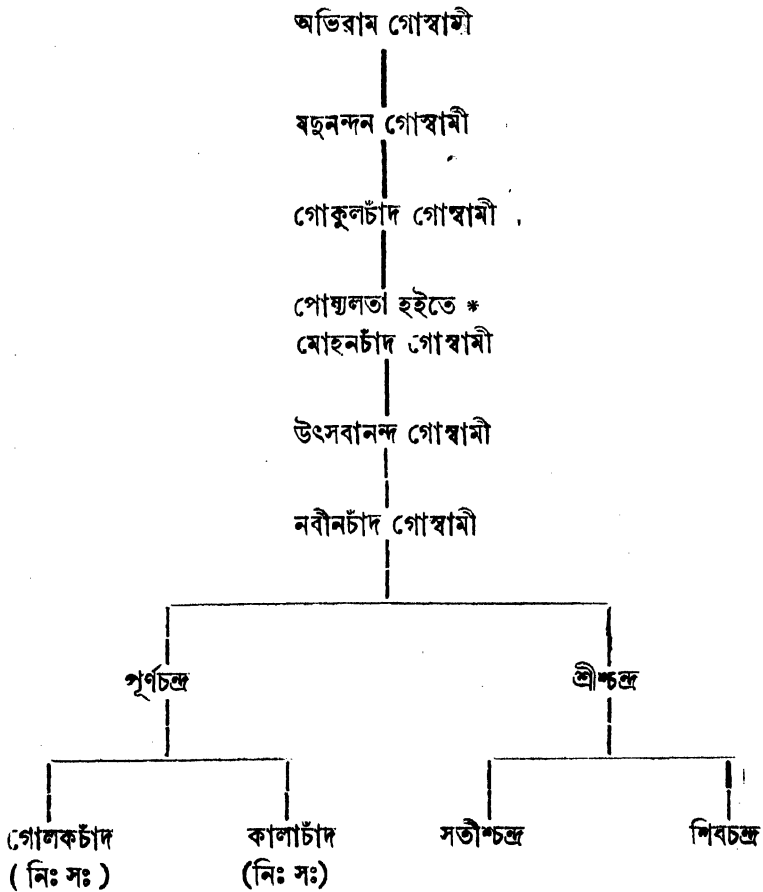 অভিরাম গোস্বামী
যদুনন্দন গোস্বামী
গোকুলচাঁদ গোস্বামী
পোষ্যলতা হইতে *
মোহনচাঁদ গোস্বামী
উৎসবানন্দ গোস্বামী
নবীনচাঁদ গোস্বামী
পূর্ণচন্দ্র শ্রীশচন্দ্র
গোলকচাঁদ কালাচাঁদ সতীশচন্দ্র শিবচন্দ্র
( নিঃ সঃ ) (নিঃ সঃ)